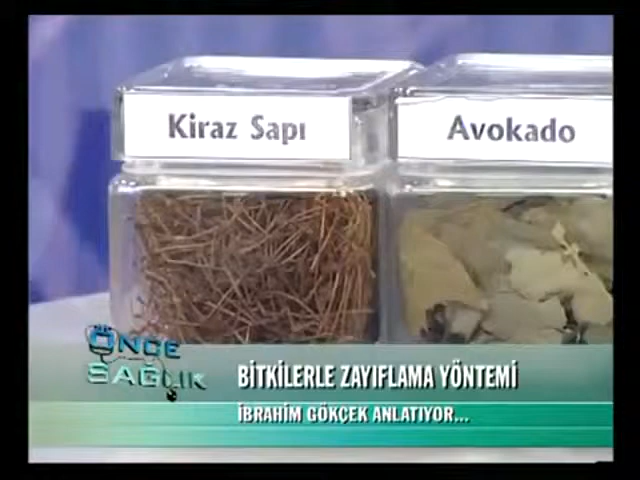 Kiraz Sapı
Avokado
ÖNCE
SAĞLIK
BİTKİLERLE ZAYIFLAMA YÖNTEMİ
İBRAHİM GÖKÇEK ANLATIYOR...